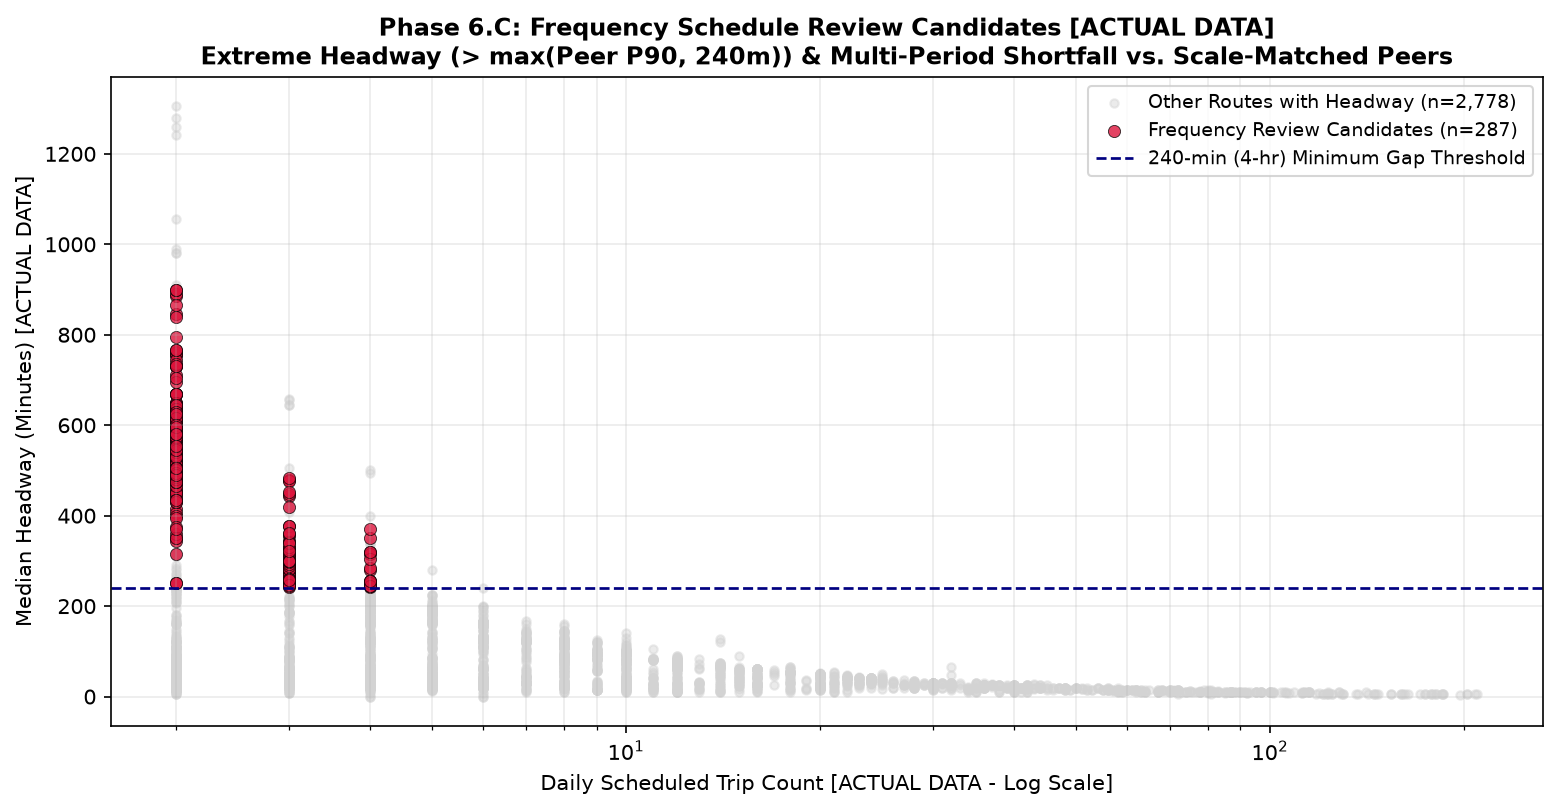 Phase 6.C: Frequency Schedule Review Candidates [ACTUAL DATA]
Extreme Headway (> max(Peer P90, 240m)) & Multi-Period Shortfall vs. Scale-Matched Peers
Other Routes with Headway (n=2,778)
Frequency Review Candidates (n=287)
240-min (4-hr) Minimum Gap Threshold
Median Headway (Minutes) [ACTUAL DATA]
1200
1000
800
600
400
200
0
10¹
10²
Daily Scheduled Trip Count [ACTUAL DATA - Log Scale]